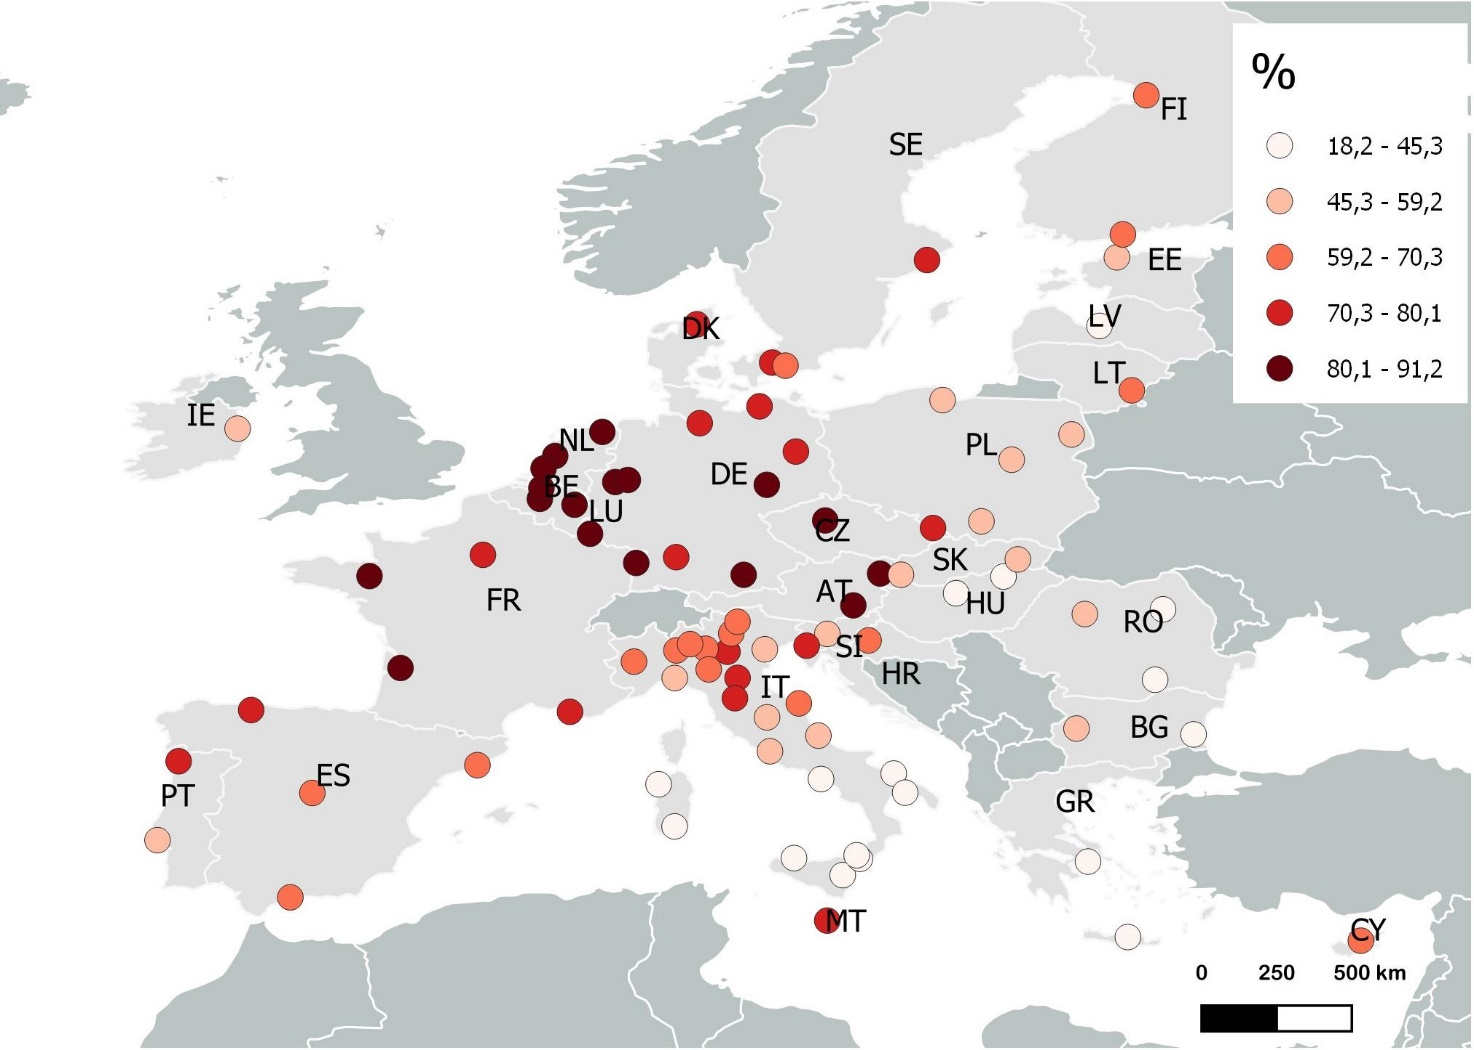 %
FI
SE
18,2 - 45,3
45,3 - 59,2
EE
59,2 - 70,3
LV
70,3 - 80,1
DK
LT
80,1 - 91,2
IE
NL
PL
DE
BE
LU
CZ
SK
FR
AT
HU
RO
SI
HR
IT
BG
ES
PT
GR
MT
CY
0 250 500 km